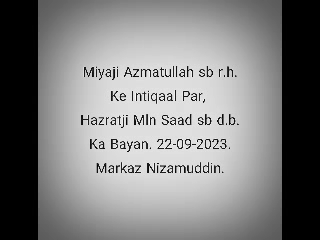 Miyaji Azmatullah sb r.h.
Ke Intiqaal Par,
Hazratji Mln Saad sb d.b.
Ka Bayan. 22-09-2023.
Markaz Nizamuddin.